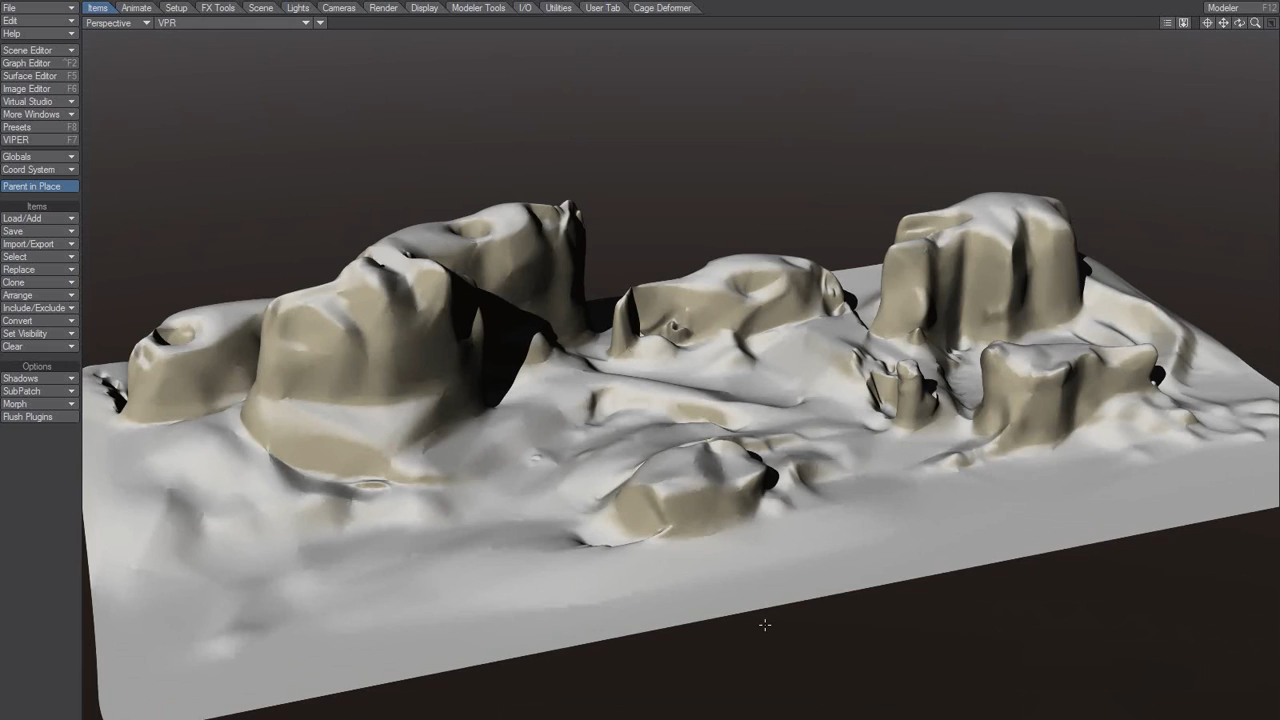 File Items Animate Setup FX Tools Scene Lights Cameras Render Display Modeler Tools I/O Utilities User Tab Cage Deformer Modeler F12
Edit Perspective VPR
Help
Scene Editor
Graph Editor ^F2
Surface Editor F5
Image Editor F6
Virtual Studio
More Windows
Presets F8
VIPER F7
Globals
Coord System
Parent in Place
Items
Load/Add
Save
Import/Export
Select
Replace
Clone
Arrange
Include/Exclude
Convert
Set Visibility
Clear
Options
Shadows
SubPatch
Morph
Flush Plugins